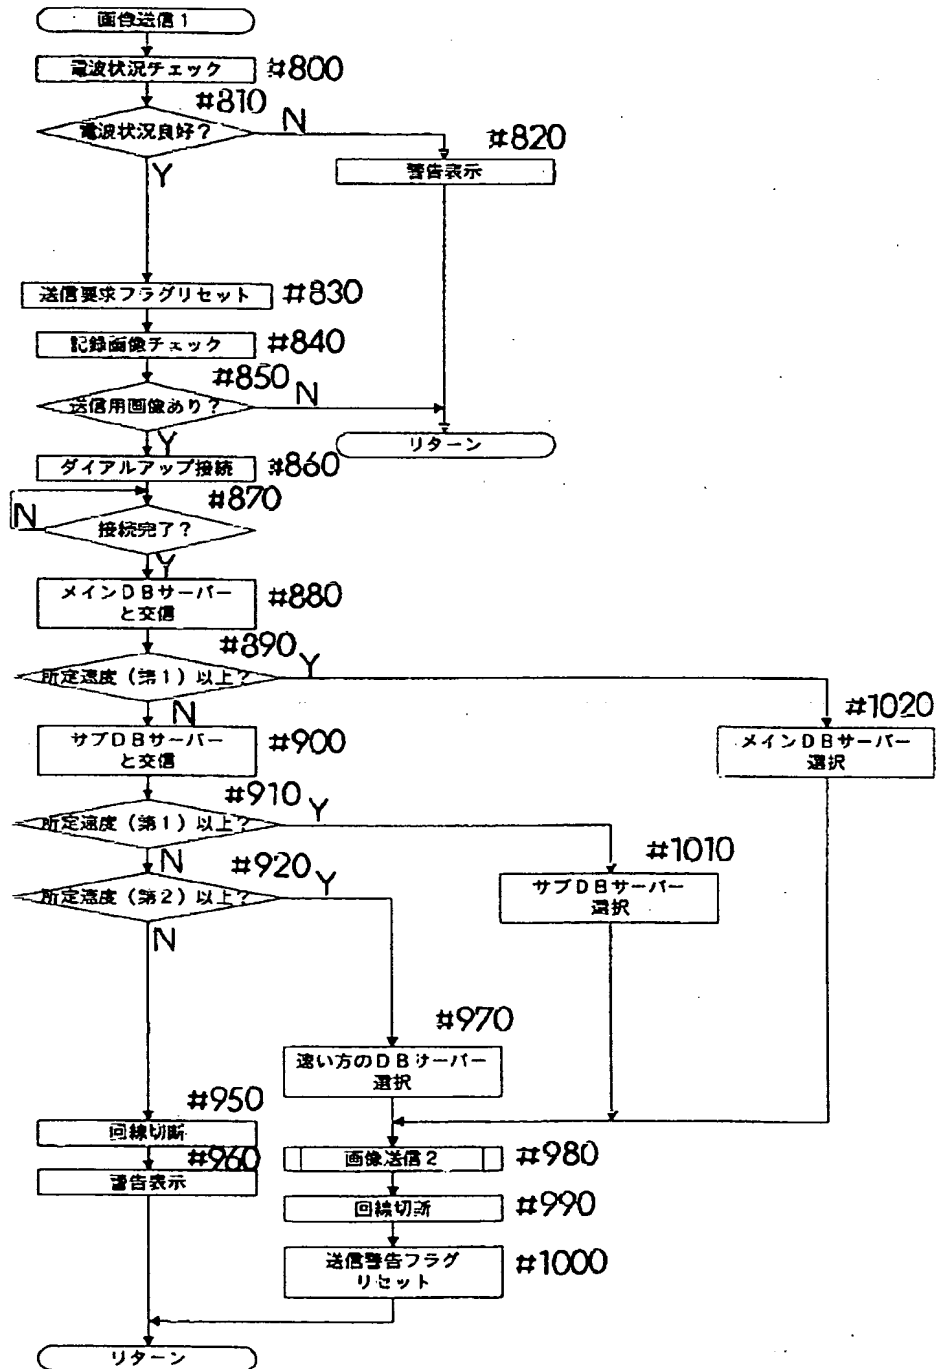 画像送信1
電波状況チェック #800
#810
電波状況良好? N
#820
警告表示
Y
送信要求フラグリセット #830
記録画像チェック #840
#850
送信用画像あり? N
リターン
Y
ダイアルアップ接続 #860
#870
N
接続完了?
Y
メインDBサーバー
と交信
#880
#890
所定速度(第1)以上? Y
N
#1020
メインDBサーバー
選択
サブDBサーバー
と交信
#900
#910
所定速度(第1)以上? Y
N
#1010
サブDBサーバー
選択
#920
所定速度(第2)以上? Y
N
#970
速い方のDBサーバー
選択
#950
回線切断
#960
警告表示
画像送信2 #980
回線切断 #990
送信警告フラグ
リセット
#1000
リターン